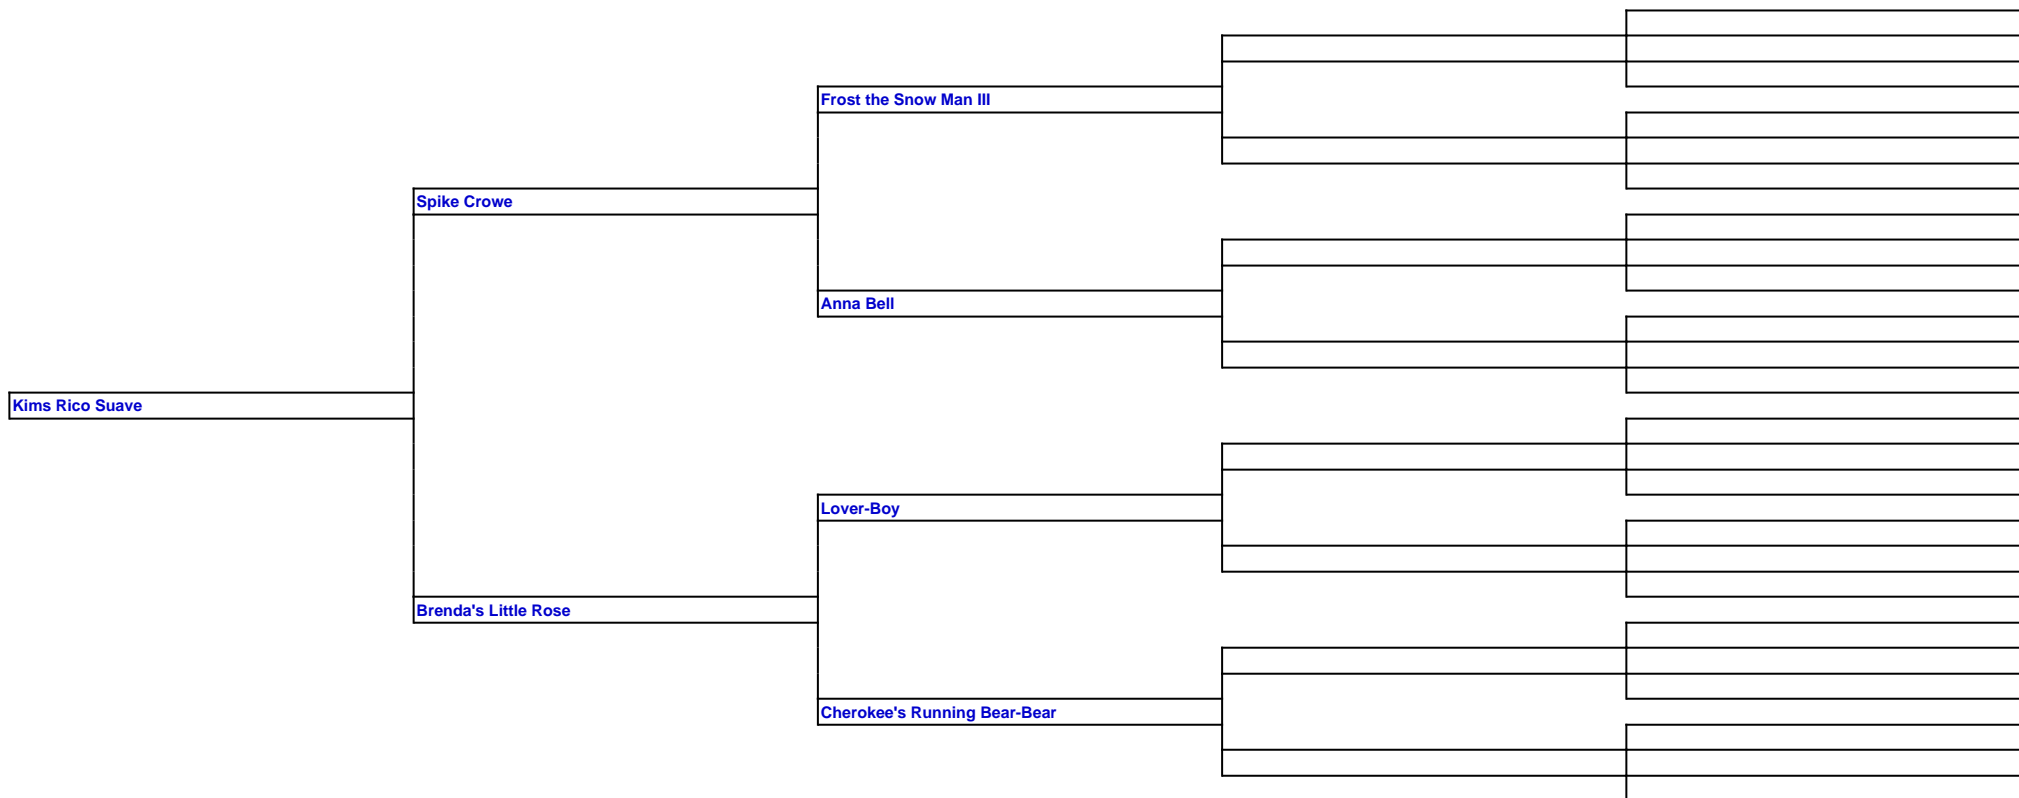 Frost the Snow Man III
Spike Crowe
Anna Bell
Kims Rico Suave
Lover-Boy
Brenda's Little Rose
Cherokee's Running Bear-Bear